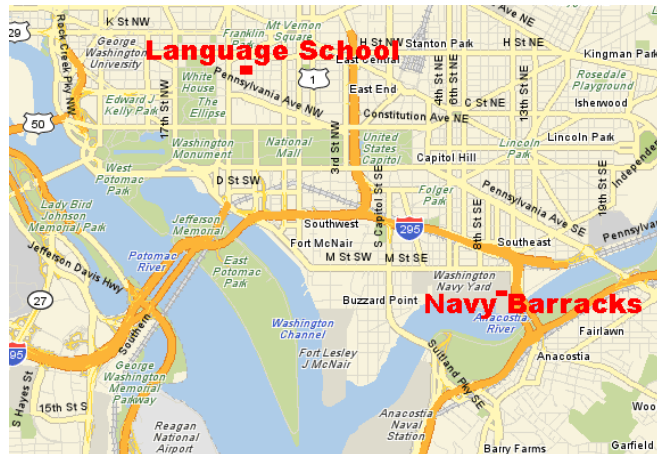 K St NW
Mt Vernon
Square
Franklin
Park
29
Rock Creek Pky NW
George
Washington
University
Language School
H St NW
H St NE
Stanton Park
Ave NE
Kingman Park
East Central
White
House
Pennsylvania Ave NW
1
4th St NE
6th St NE
13th St NE
Rosedale
Playground
East End
C St NE
Isherwood
Edward J
Kelly Park
17th St NW
The
Ellipse
Constitution Ave NE
50
Lincoln Park
Washington
Monument
National
Mall
3rd St NW
United
States
Capitol
Capitol Hill
Lincoln
Park
Independ
West
Potomac
Park
D St SW
S Capitol St SE
Folger
Park
Pennsylvania Ave SE
19th St SE
Lady Bird
Johnson
Memorial
Park
Jefferson
Memorial
Southwest
295
8th St SE
Southeast
Pennsylv
Fort McNair
Jefferson Davis Hwy
Potomac
River
East
Potomac
Park
M St SW
M St SE
Washington
Navy Yard
27
Buzzard Point
Navy Barracks
Anacostia
River
Washington
Channel
Fairlawn
Southern
95
Fort Lesley
J McNair
Suitland Pky SE
Anacostia
George
Washington
Memorial
Parkway
S Hayes St
15th St S
Woo
Anacostia
Naval
Station
Reagan
National
Airport
Barry Farms
Garfield